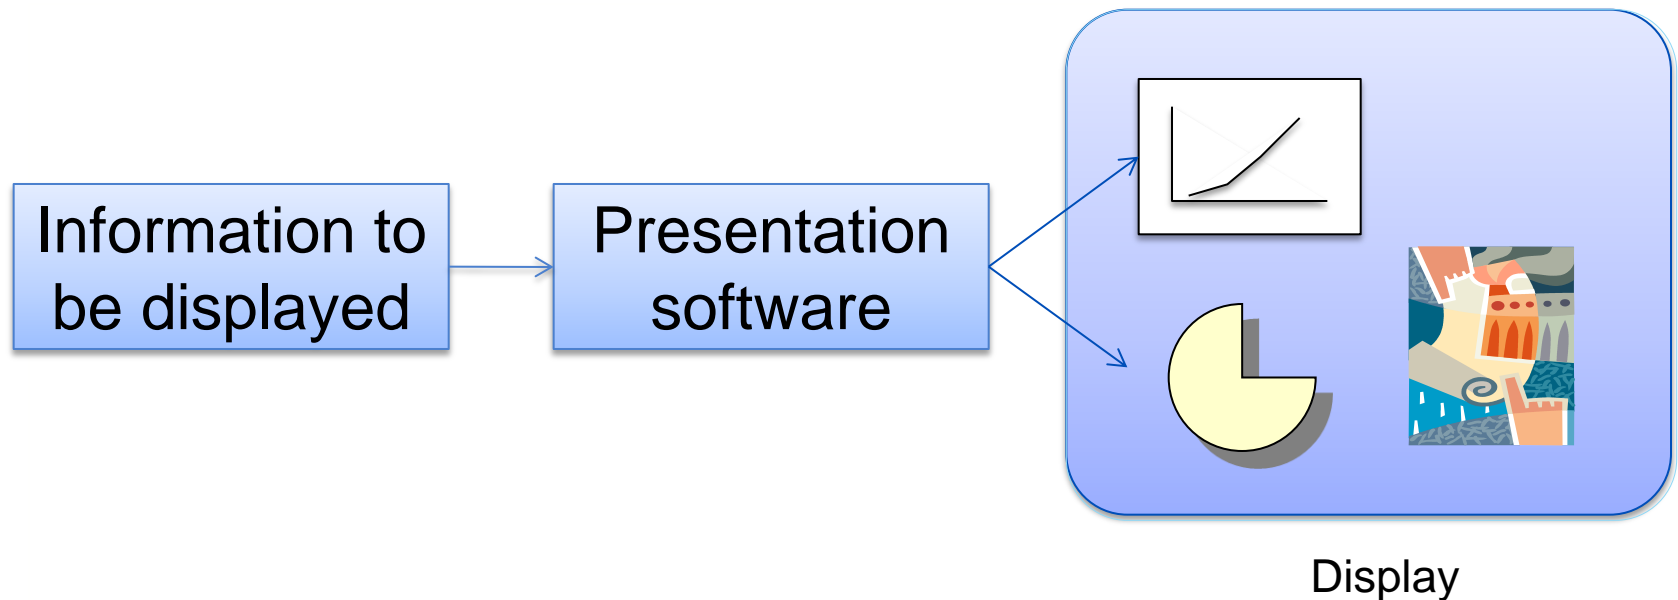 Information to
be displayed
Presentation
software
Display